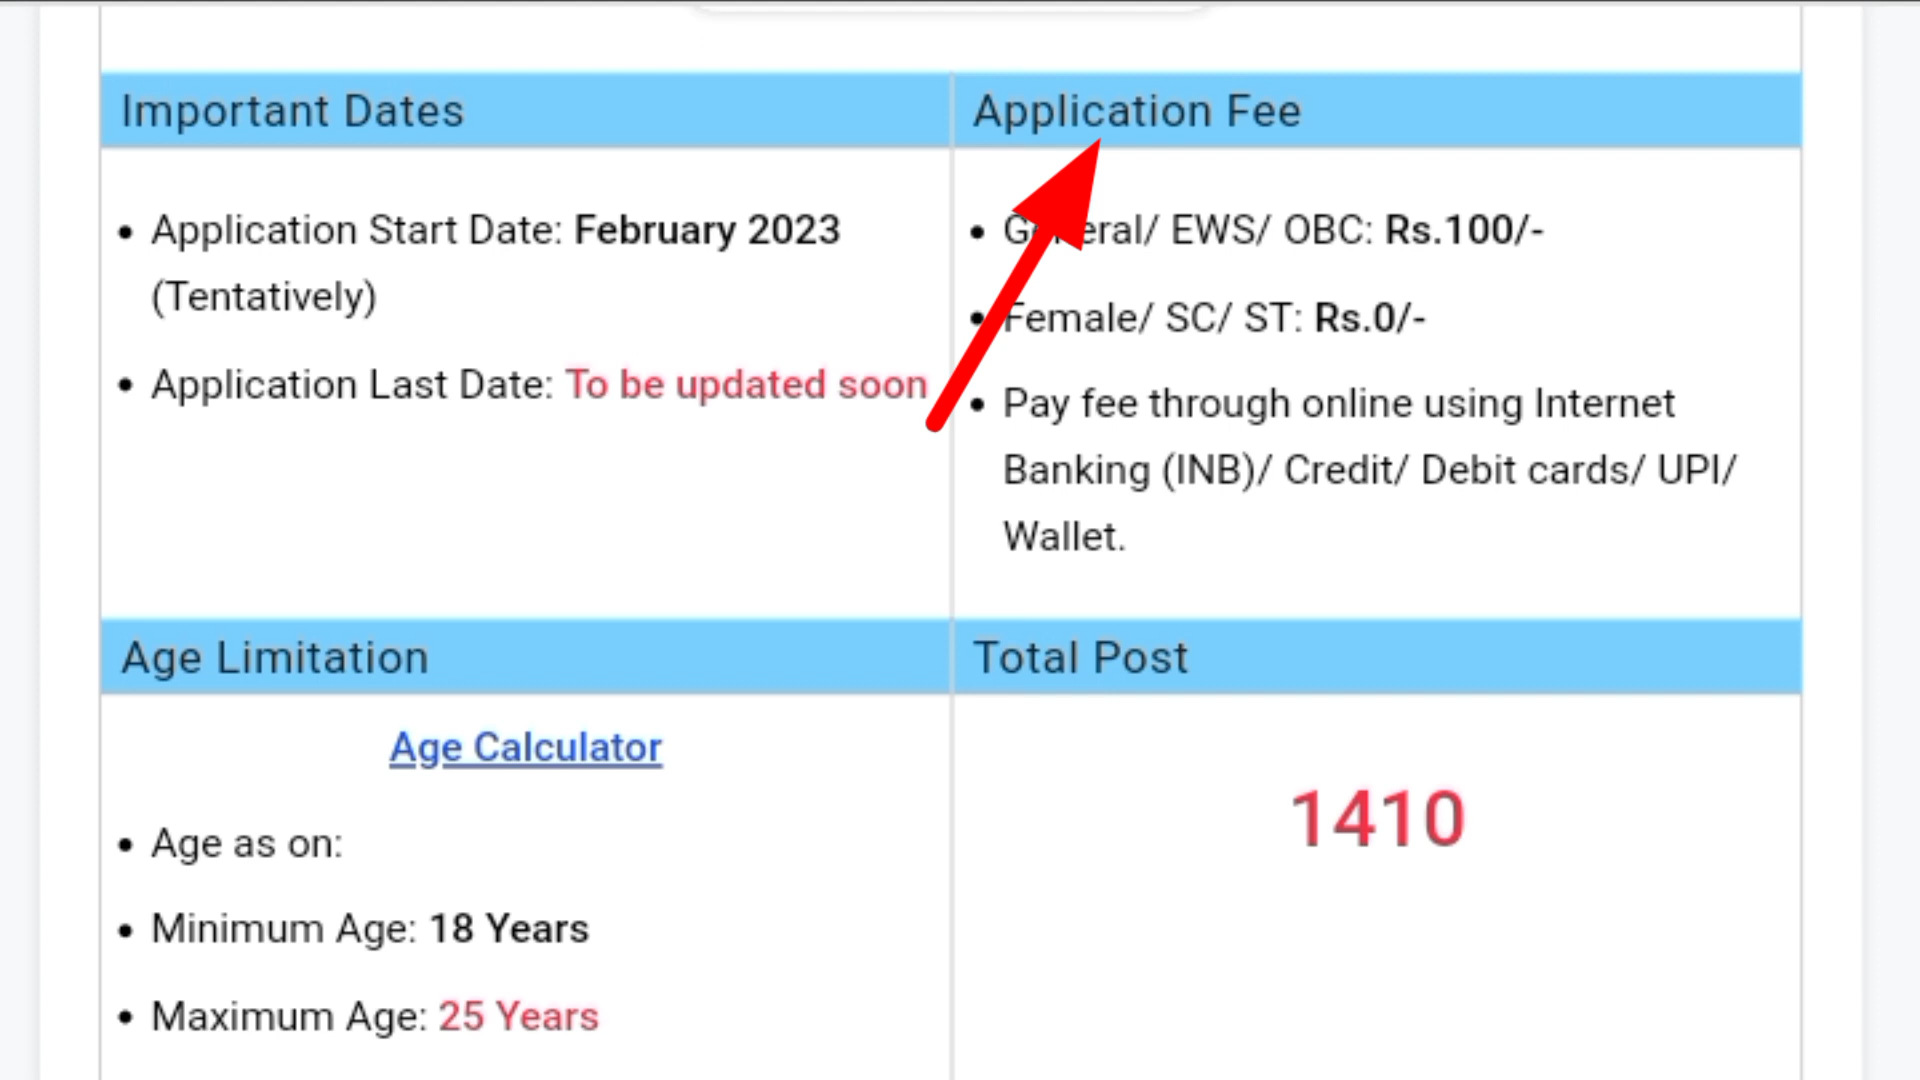 Important Dates
Application Start Date: February 2023
(Tentatively)
Application Last Date: To be updated soon
Application Fee
General/ EWS/ OBC: Rs.100/-
Female/ SC/ ST: Rs.0/-
Pay fee through online using Internet
Banking (INB)/ Credit/ Debit cards/ UPI/
Wallet.
Age Limitation
Age Calculator
Age as on:
Minimum Age: 18 Years
Maximum Age: 25 Years
Total Post
1410